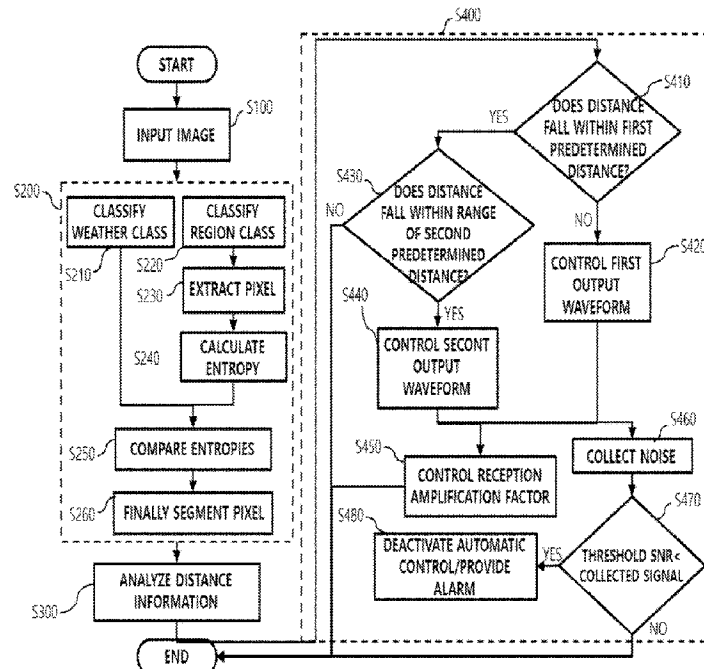 START
S100
INPUT IMAGE
S200
CLASSIFY
WEATHER CLASS
S210
CLASSIFY
REGION CLASS
S220
EXTRACT PIXEL
S230
CALCULATE
ENTROPY
S240
COMPARE ENTROPIES
S250
FINALLY SEGMENT PIXEL
S260
ANALYZE DISTANCE
INFORMATION
S300
END
S400
S410
DOES DISTANCE
FALL WITHIN FIRST
PREDETERMINED
DISTANCE?
YES
NO
S420
CONTROL FIRST
OUTPUT
WAVEFORM
S430
DOES DISTANCE
FALL WITHIN RANGE
OF SECOND
PREDETERMINED
DISTANCE?
NO
YES
S440
CONTROL SECONT
OUTPUT
WAVEFORM
S450
CONTROL RECEPTION
AMPLIFICATION FACTOR
S460
COLLECT NOISE
S470
THRESHOLD SNR<
COLLECTED SIGNAL
YES
NO
S480
DEACTIVATE AUTOMATIC
CONTROL/PROVIDE
ALARM